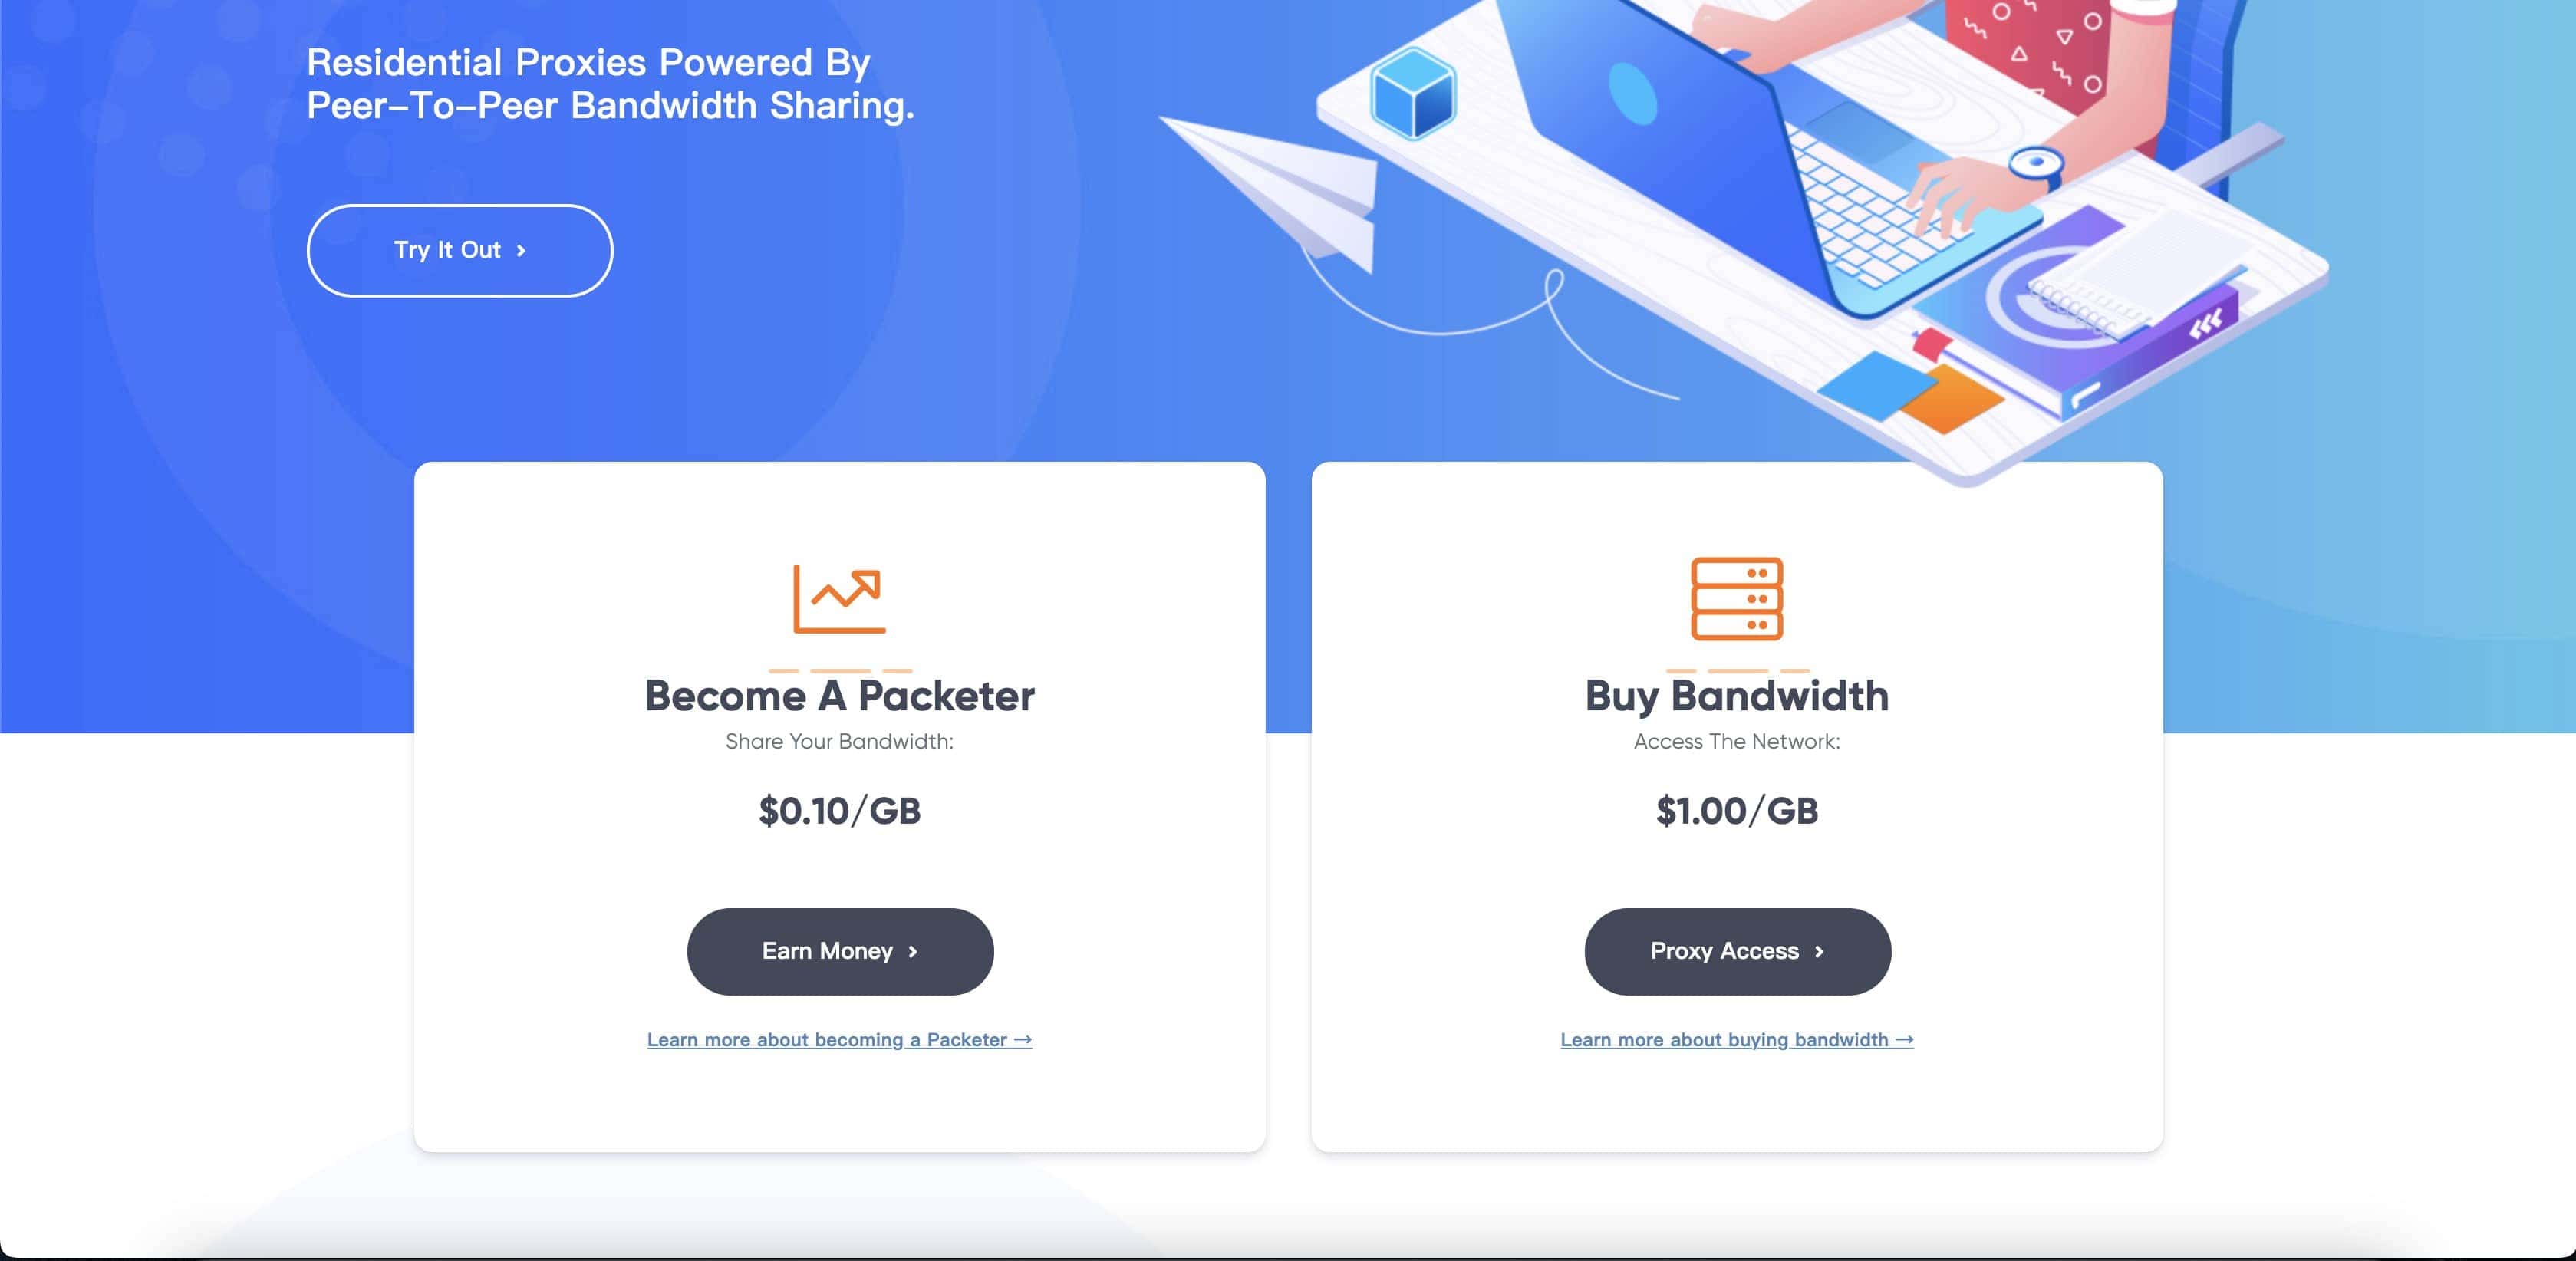 Residential Proxies Powered By
Peer-To-Peer Bandwidth Sharing.
Try It Out ›
Become A Packeter
Share Your Bandwidth:
$0.10/GB
Earn Money ›
Learn more about becoming a Packeter →
Buy Bandwidth
Access The Network:
$1.00/GB
Proxy Access ›
Learn more about buying bandwidth →